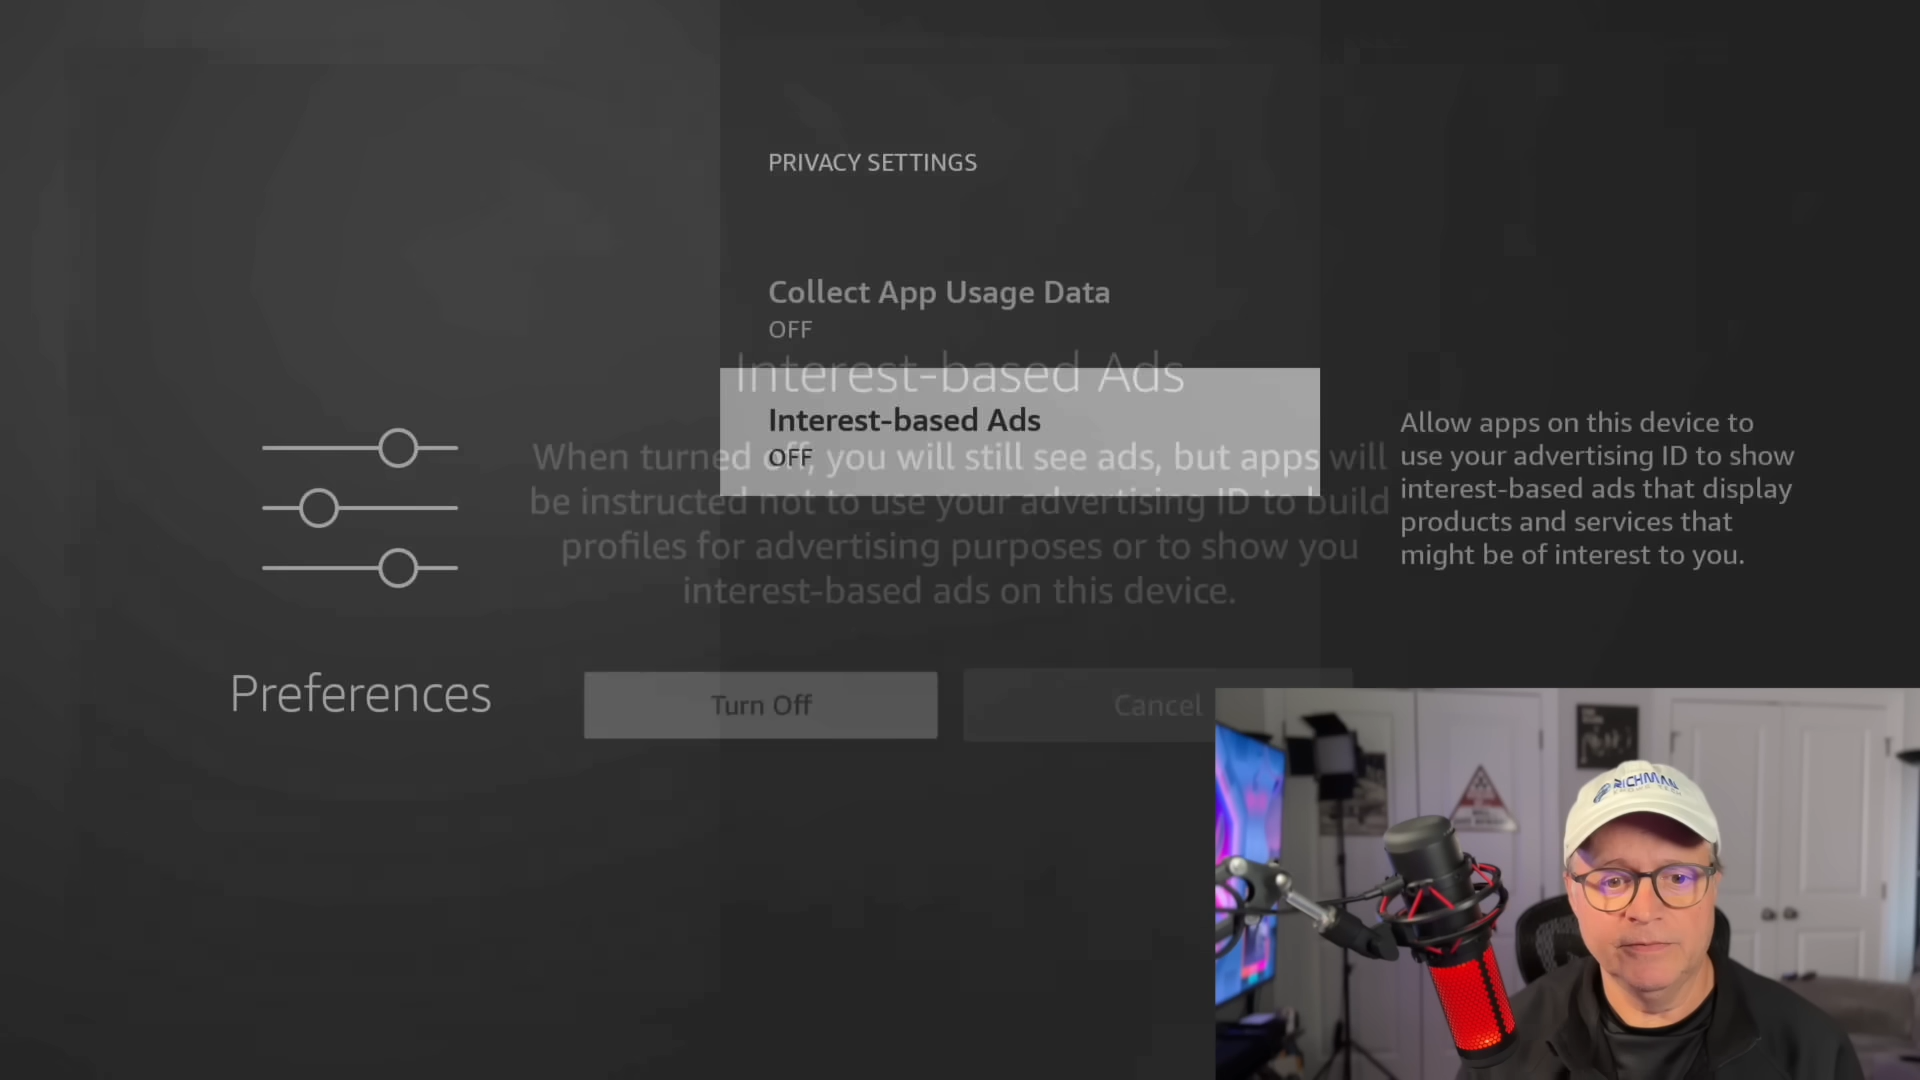 PRIVACY SETTINGS
Collect App Usage Data
OFF
Interest-based Ads
Interest-based Ads
OFF
When turned off, you will still see ads, but apps will
be instructed not to use your advertising ID to build
profiles for advertising purposes or to show you
interest-based ads on this device.
Allow apps on this device to
use your advertising ID to show
interest-based ads that display
products and services that
might be of interest to you.
Preferences
Turn Off
Cancel
RICHMAN